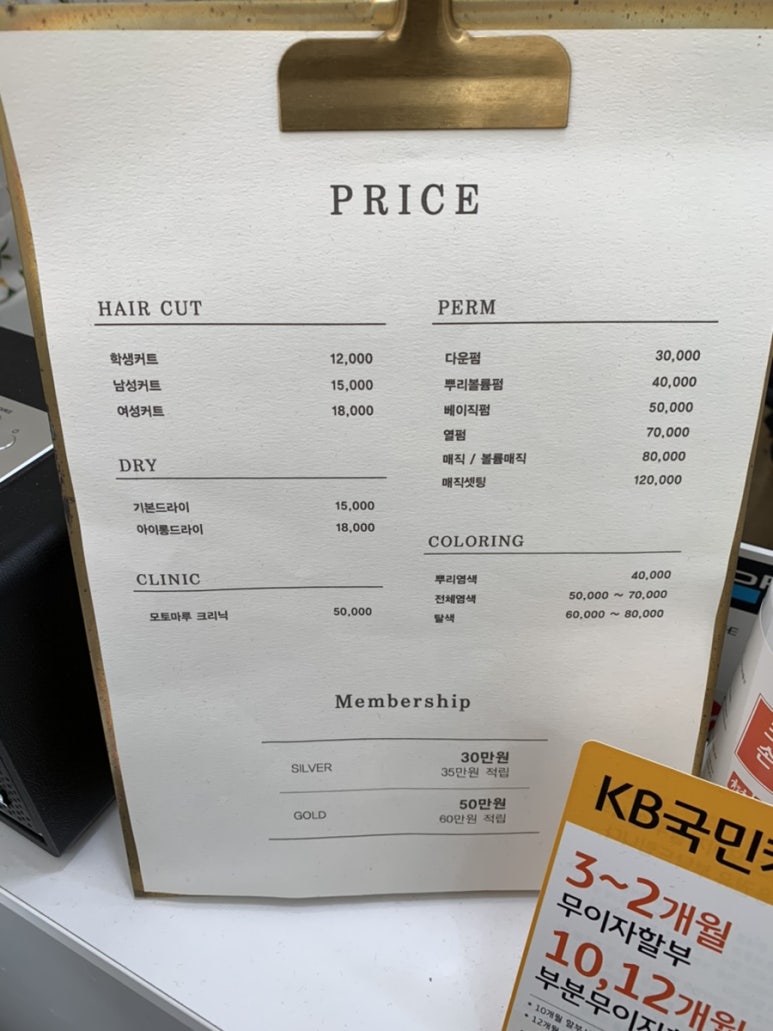 PRICE
HAIR CUT
학생커트 12,000
남성커트 15,000
여성커트 18,000
DRY
기본드라이 15,000
아이롱드라이 18,000
CLINIC
모토마루 크리닉 50,000
PERM
다운펌 30,000
뿌리볼륨펌 40,000
베이직펌 50,000
열펌 70,000
매직 / 볼륨매직 80,000
매직셋팅 120,000
COLORING
뿌리염색 40,000
전체염색 50,000 ~ 70,000
탈색 60,000 ~ 80,000
Membership
SILVER 30만원
35만원 적립
GOLD 50만원
60만원 적립
KB국민
3~2개월
무이자할부
10,12개월
부분무이자